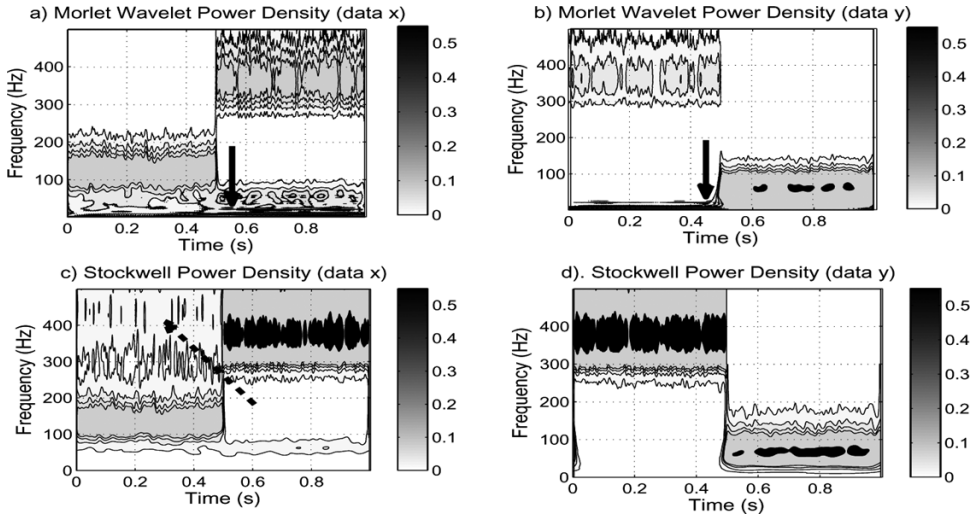 a) Morlet Wavelet Power Density (data x)
Frequency (Hz)
400
300
200
100
0 0.2 0.4 0.6 0.8
Time (s)
0.5
0.4
0.3
0.2
0.1
0
b) Morlet Wavelet Power Density (data y)
Frequency (Hz)
400
300
200
100
0 0.2 0.4 0.6 0.8
Time (s)
0.5
0.4
0.3
0.2
0.1
0
c) Stockwell Power Density (data x)
Frequency (Hz)
400
300
200
100
0
0 0.2 0.4 0.6 0.8
Time (s)
0.5
0.4
0.3
0.2
0.1
0
d). Stockwell Power Density (data y)
Frequency (Hz)
400
300
200
100
0
0 0.2 0.4 0.6 0.8
Time (s)
0.5
0.4
0.3
0.2
0.1
0